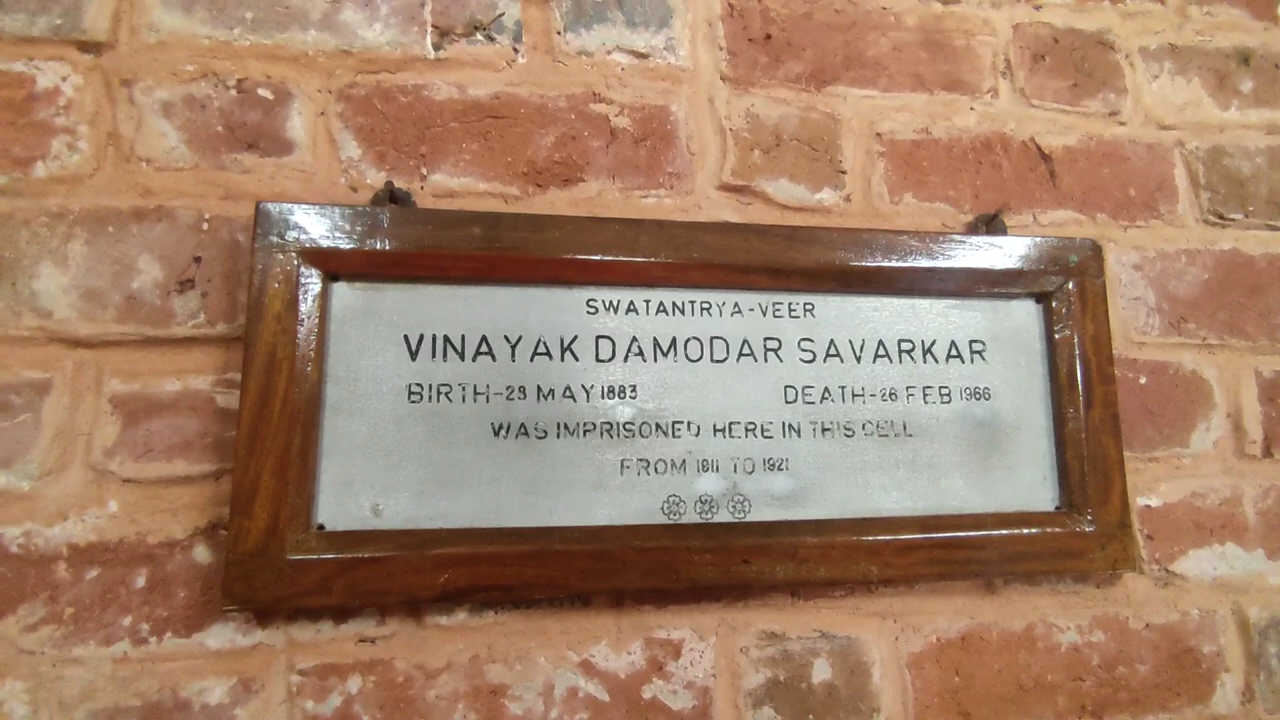 SWATANTRYA-VEER
VINAYAK DAMODAR SAVARKAR
BIRTH-29 MAY 1883 DEATH-26 FEB 1966
WAS IMPRISONED HERE IN THIS CELL
FROM 1911 TO 1921